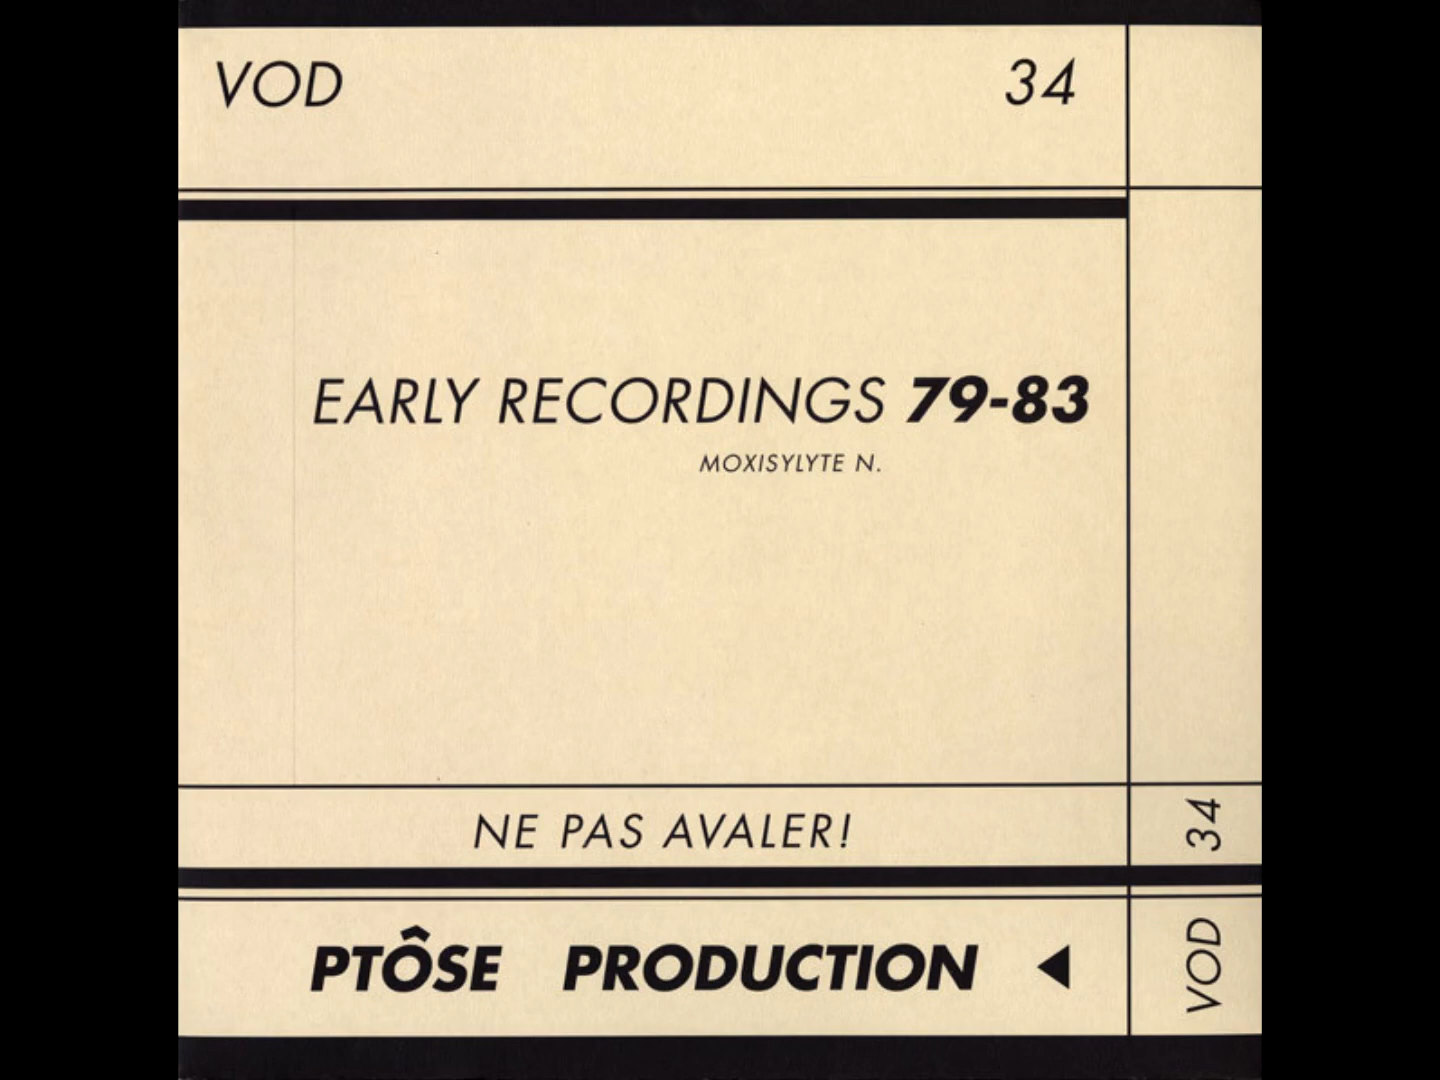 VOD 34
EARLY RECORDINGS 79-83
MOXISYLYTE N.
NE PAS AVALER!
34
PTÔSE PRODUCTION ◀
VOD